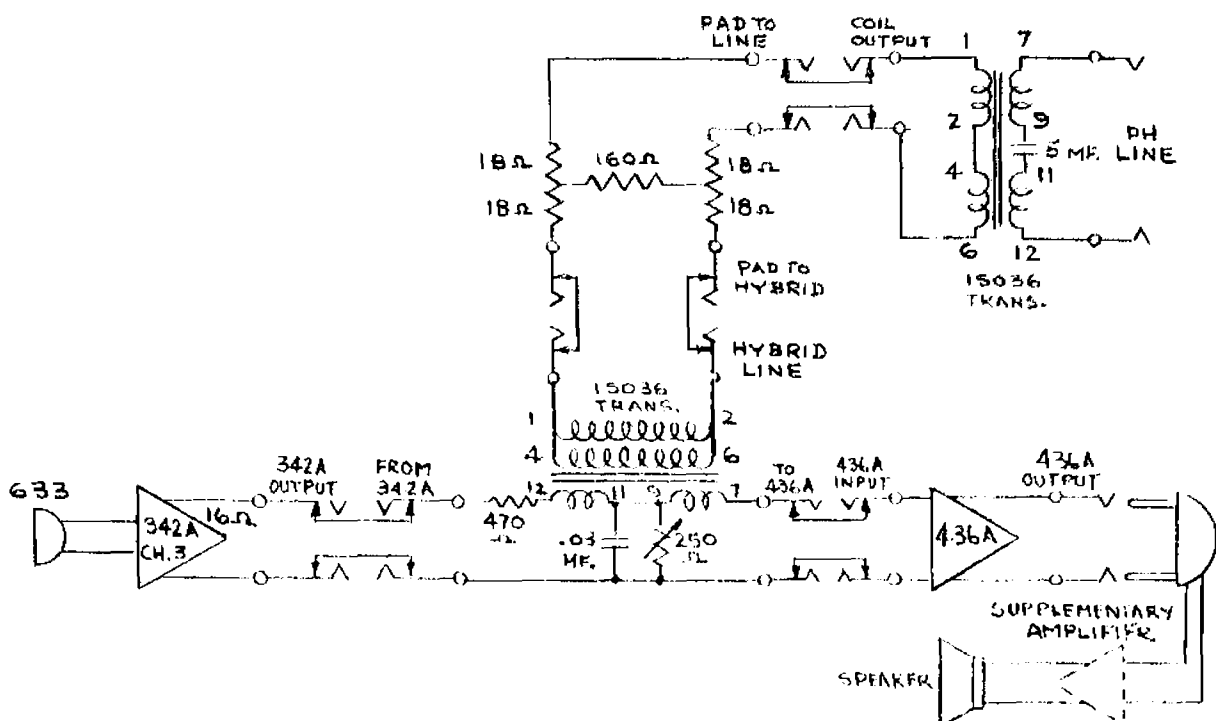 PAD TO
LINE
COIL
OUTPUT
1
7
2
9
5 MF.
PH
LINE
4
11
6
12
15036
TRANS.
18Ω
160Ω
18Ω
18Ω
18Ω
PAD TO
HYBRID
HYBRID
LINE
15036
TRANS.
1
2
4
6
633
342A
CH.3
16Ω
342A
OUTPUT
FROM
342A
470
Ω
12
11
9
7
.03
MF.
250
Ω
TO
436A
436A
INPUT
436A
436A
OUTPUT
SUPPLEMENTARY
AMPLIFIER
SPEAKER